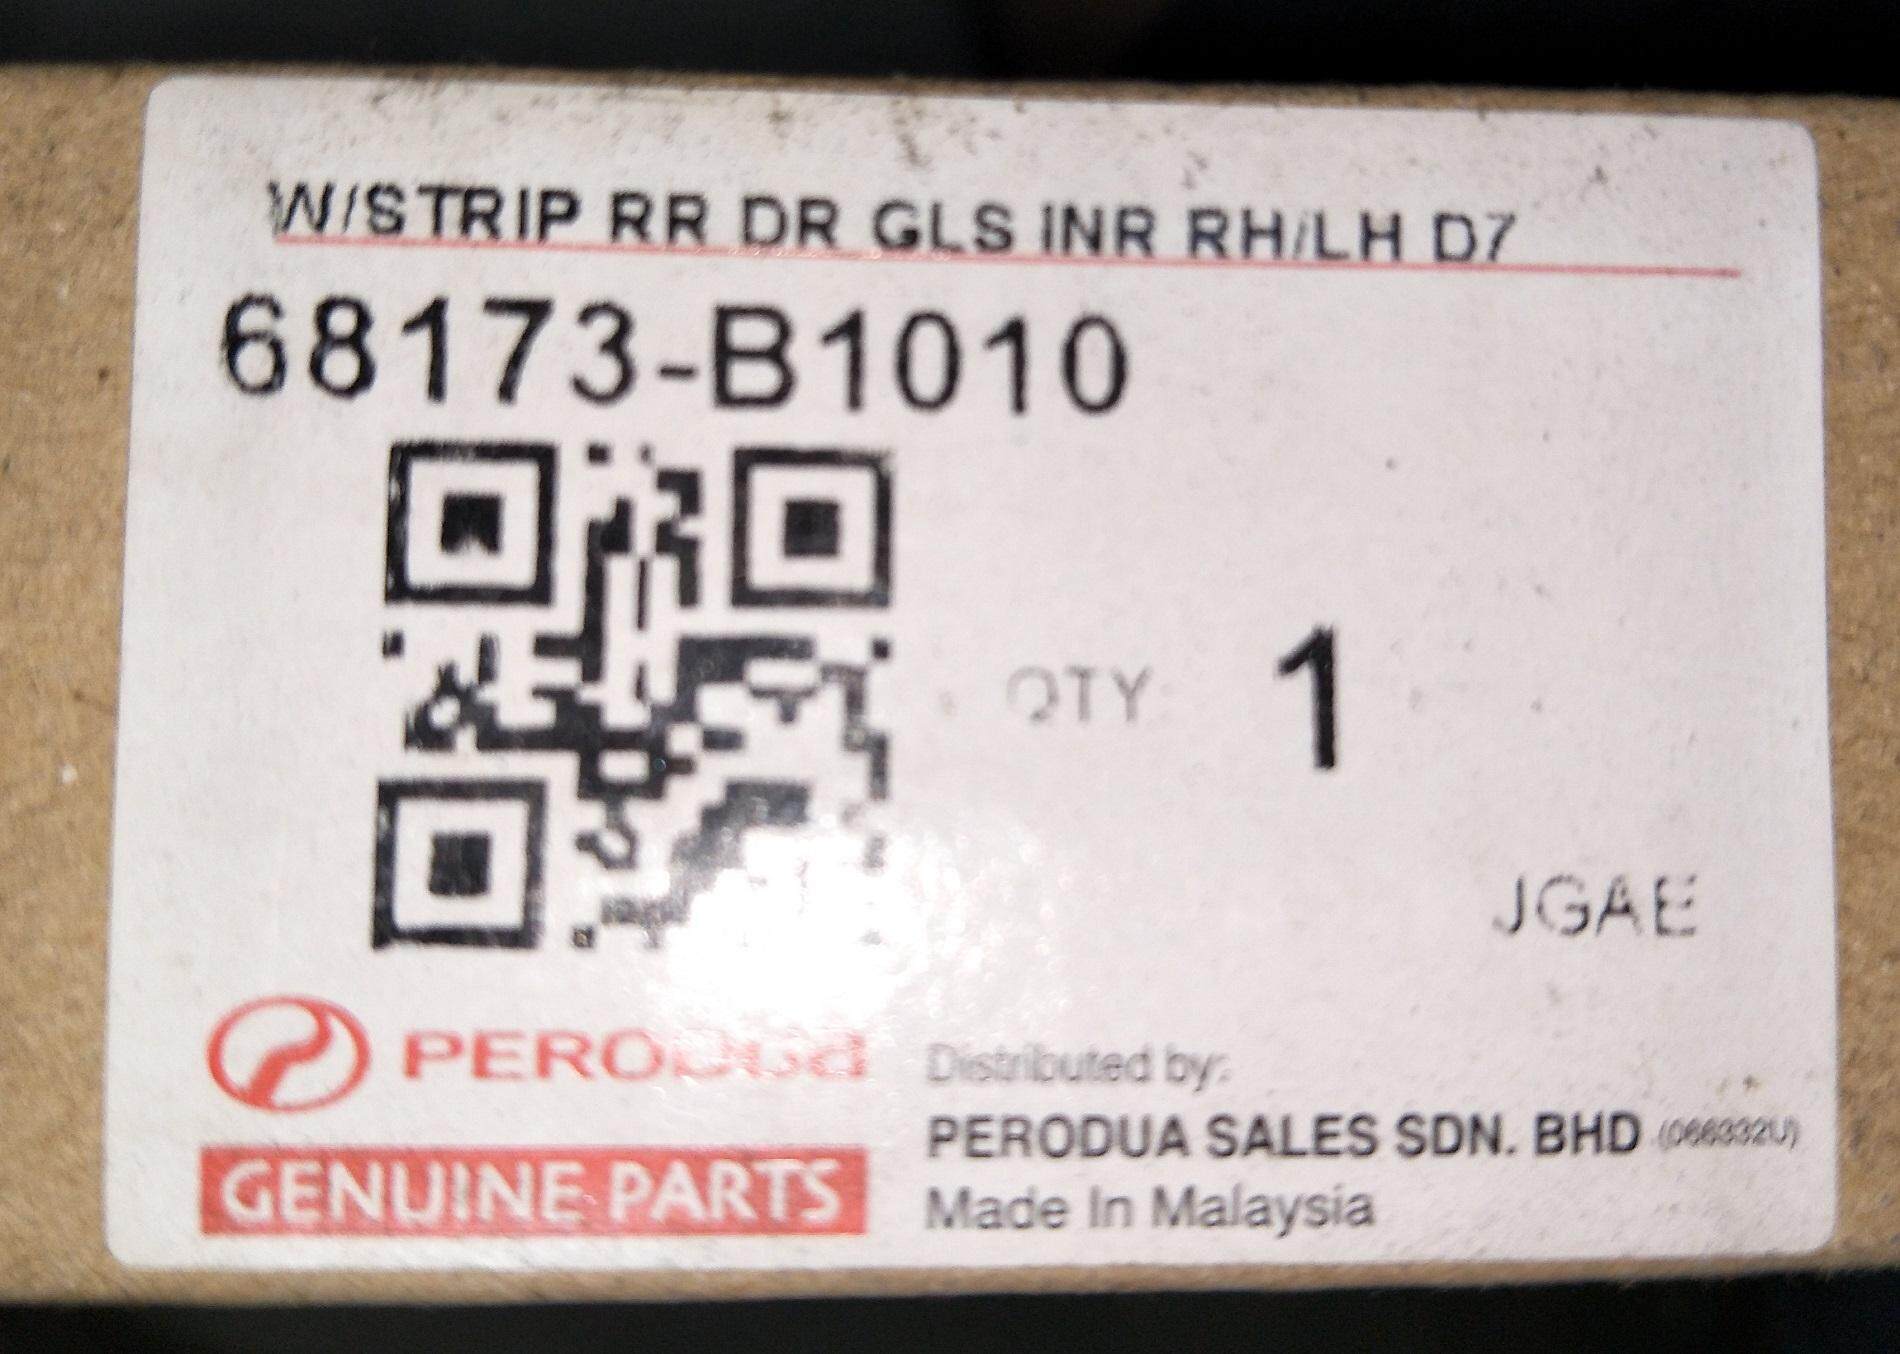 W/STRIP RR DR GLS INR RH/LH D7
68173-B1010
QTY 1
JGAE
PERODUA
GENUINE PARTS
Distributed by:
PERODUA SALES SDN. BHD (066332U)
Made In Malaysia